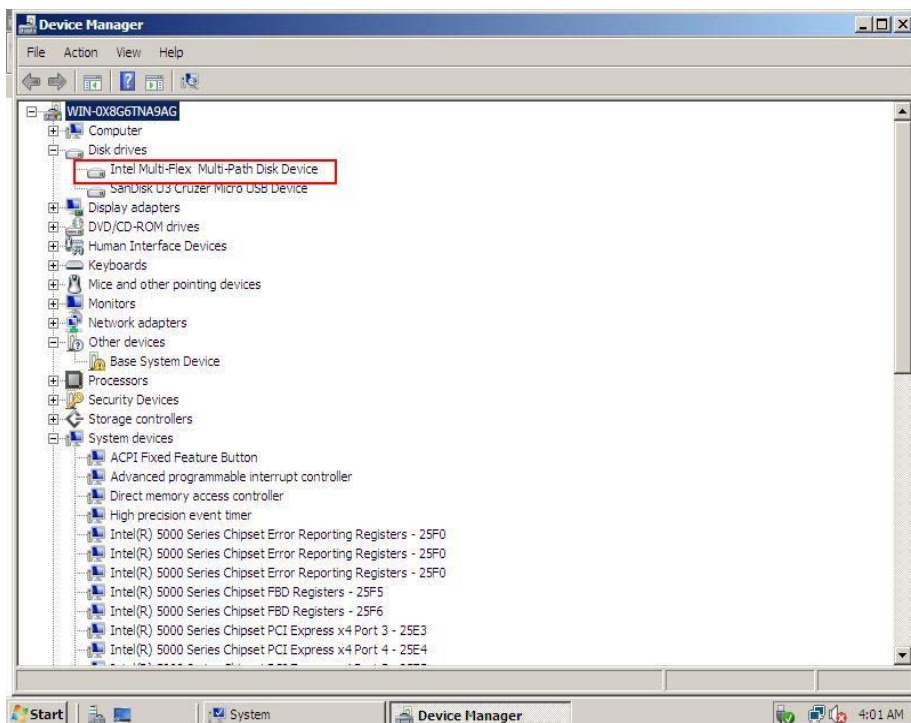 Device Manager
File Action View Help
WIN-0X8G6TNA9AG
Computer
Disk drives
Intel Multi-Flex Multi-Path Disk Device
SanDisk U3 Cruzer Micro USB Device
Display adapters
DVD/CD-ROM drives
Human Interface Devices
Keyboards
Mice and other pointing devices
Monitors
Network adapters
Other devices
Base System Device
Processors
Security Devices
Storage controllers
System devices
ACPI Fixed Feature Button
Advanced programmable interrupt controller
Direct memory access controller
High precision event timer
Intel(R) 5000 Series Chipset Error Reporting Registers - 25F0
Intel(R) 5000 Series Chipset Error Reporting Registers - 25F0
Intel(R) 5000 Series Chipset Error Reporting Registers - 25F0
Intel(R) 5000 Series Chipset FBD Registers - 25F5
Intel(R) 5000 Series Chipset FBD Registers - 25F6
Intel(R) 5000 Series Chipset PCI Express x4 Port 3 - 25E3
Intel(R) 5000 Series Chipset PCI Express x4 Port 4 - 25E4
Start System Device Manager 4:01 AM